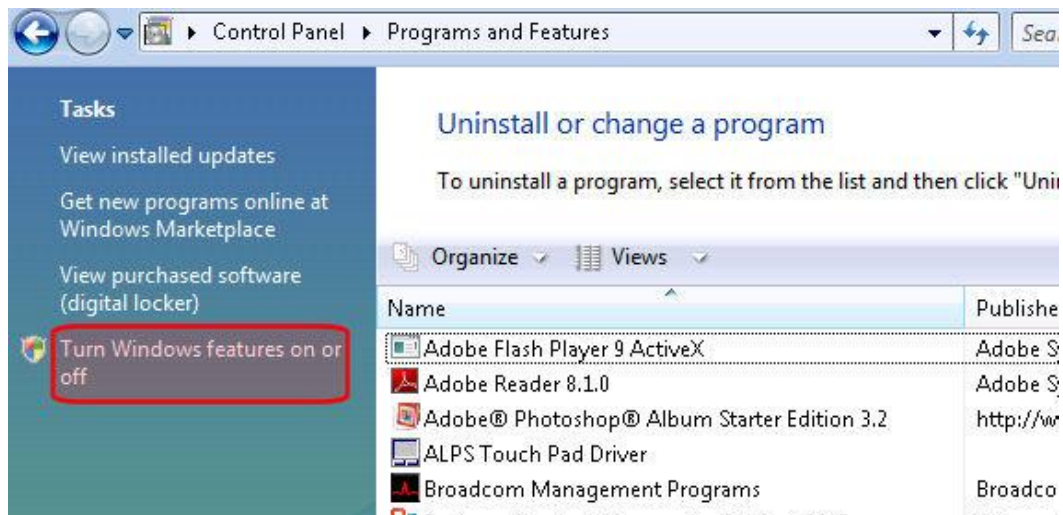 Control Panel ▸ Programs and Features
Sea
Tasks
View installed updates
Get new programs online at
Windows Marketplace
View purchased software
(digital locker)
Turn Windows features on or
off
Uninstall or change a program
To uninstall a program, select it from the list and then click "Uni
Organize Views
Name Publishe
Adobe Flash Player 9 ActiveX Adobe Sy
Adobe Reader 8.1.0 Adobe Sy
Adobe® Photoshop® Album Starter Edition 3.2 http://w
ALPS Touch Pad Driver
Broadcom Management Programs Broadco